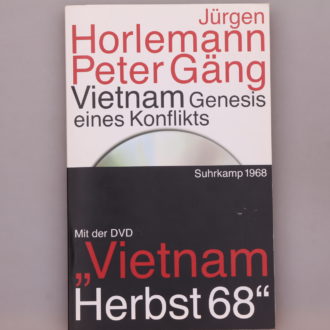 Jürgen
Horlemann
Peter Gäng
Vietnam Genesis
eines Konflikts
Suhrkamp 1968
Mit der DVD
„Vietnam
Herbst 68“